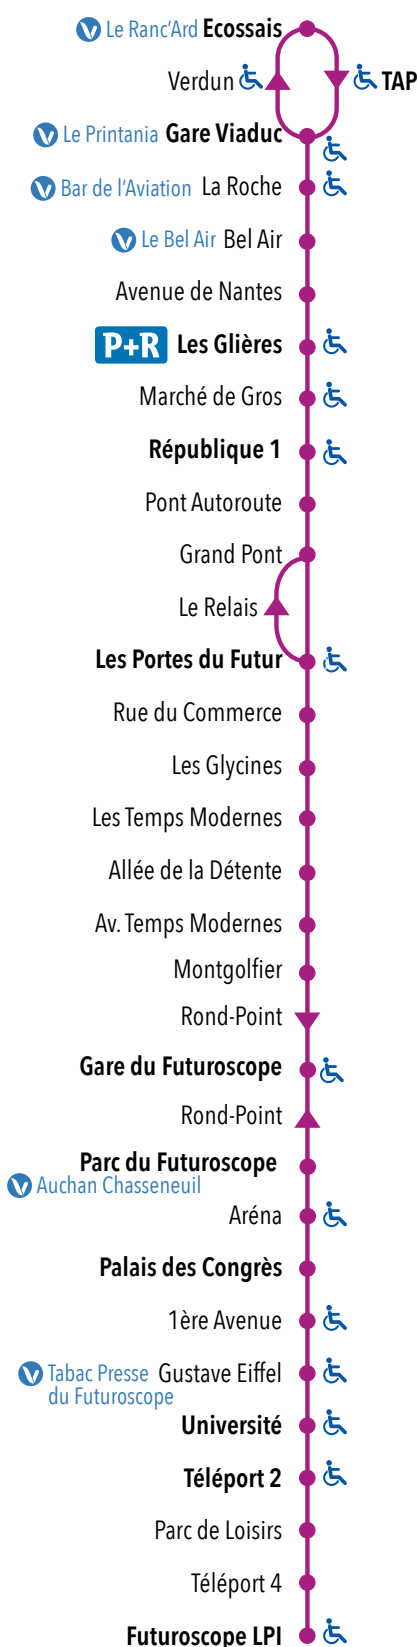 Le Ranc'Ard Ecossais
Verdun
TAP
Le Printania Gare Viaduc
Bar de l'Aviation La Roche
Le Bel Air Bel Air
Avenue de Nantes
P+R Les Glières
Marché de Gros
République 1
Pont Autoroute
Grand Pont
Le Relais
Les Portes du Futur
Rue du Commerce
Les Glycines
Les Temps Modernes
Allée de la Détente
Av. Temps Modernes
Montgolfier
Rond-Point
Gare du Futuroscope
Rond-Point
Parc du Futuroscope
Auchan Chasseneuil
Aréna
Palais des Congrès
1ère Avenue
Tabac Presse Gustave Eiffel
du Futuroscope
Université
Téléport 2
Parc de Loisirs
Téléport 4
Futuroscope LPI